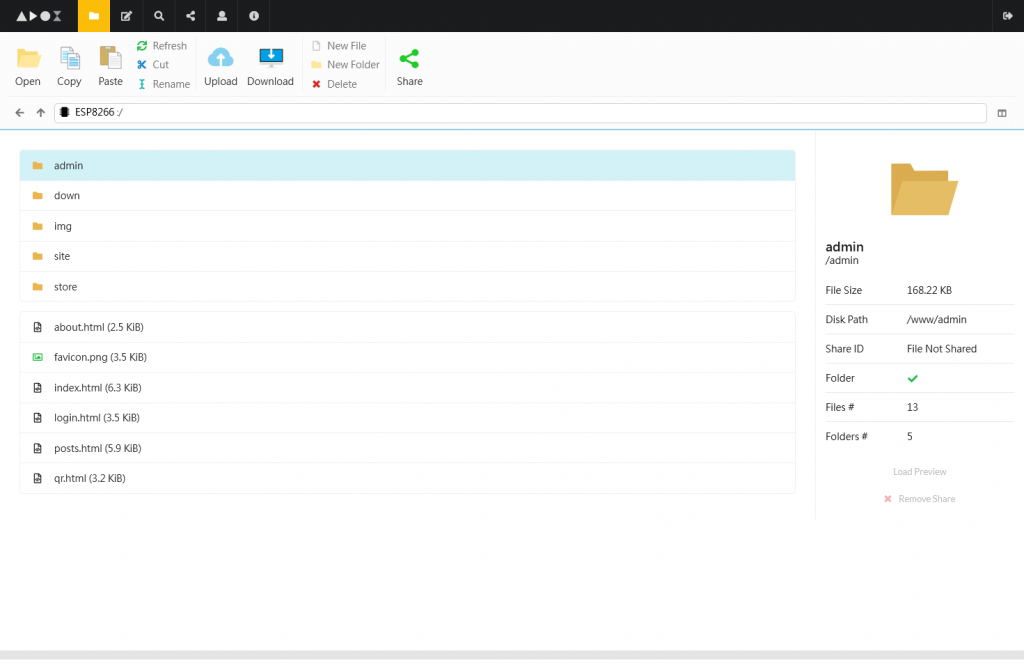 Open
Copy
Paste
Refresh
Cut
Rename
Upload
Download
New File
New Folder
Delete
Share
ESP8266 :/
admin
down
img
site
store
about.html (2.5 KiB)
favicon.png (3.5 KiB)
index.html (6.3 KiB)
login.html (3.5 KiB)
posts.html (5.9 KiB)
qr.html (3.2 KiB)
admin
/admin
File Size 168.22 KB
Disk Path /www/admin
Share ID File Not Shared
Folder
Files # 13
Folders # 5
Load Preview
Remove Share